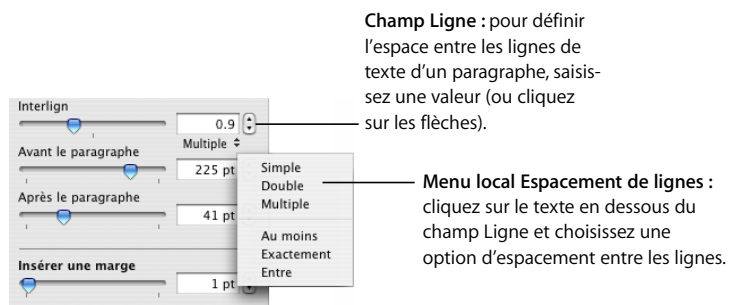 Champ Ligne : pour définir
l'espace entre les lignes de
texte d'un paragraphe, saisis-
sez une valeur (ou cliquez
sur les flèches).
Interlign
0.9
Multiple
Avant le paragraphe
225 pt
Simple
Double
Multiple
Au moins
Exactement
Entre
Après le paragraphe
41 pt
Insérer une marge
1 pt
Menu local Espacement de lignes :
cliquez sur le texte en dessous du
champ Ligne et choisissez une
option d'espacement entre les lignes.